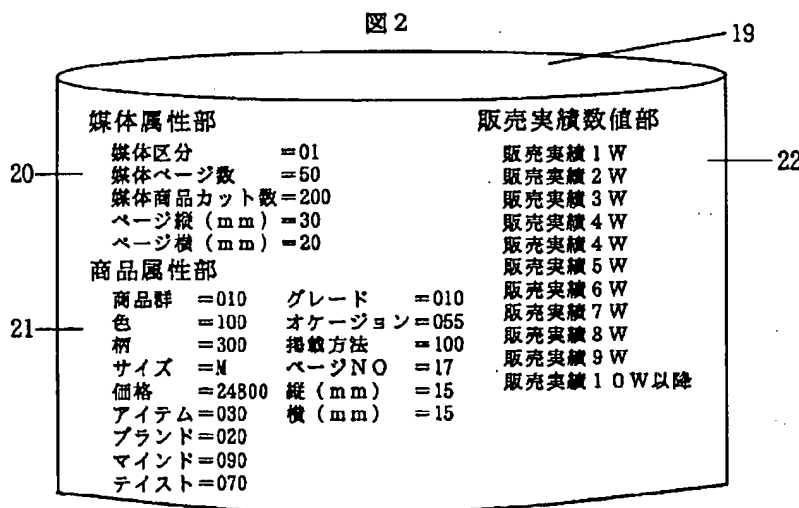 図2
19
媒体属性部
20
媒体区分 =01
媒体ページ数 =50
媒体商品カット数=200
ページ縦(mm)=30
ページ横(mm)=20
商品属性部
21
商品群 =010 グレード =010
色 =100 オケージョン=055
柄 =300 掲載方法 =100
サイズ =M ページNO =17
価格 =24800 縦(mm) =15
アイテム=030 横(mm) =15
ブランド=020
マインド=090
テイスト=070
販売実績数値部
22
販売実績1W
販売実績2W
販売実績3W
販売実績4W
販売実績4W
販売実績5W
販売実績6W
販売実績7W
販売実績8W
販売実績9W
販売実績10W以降